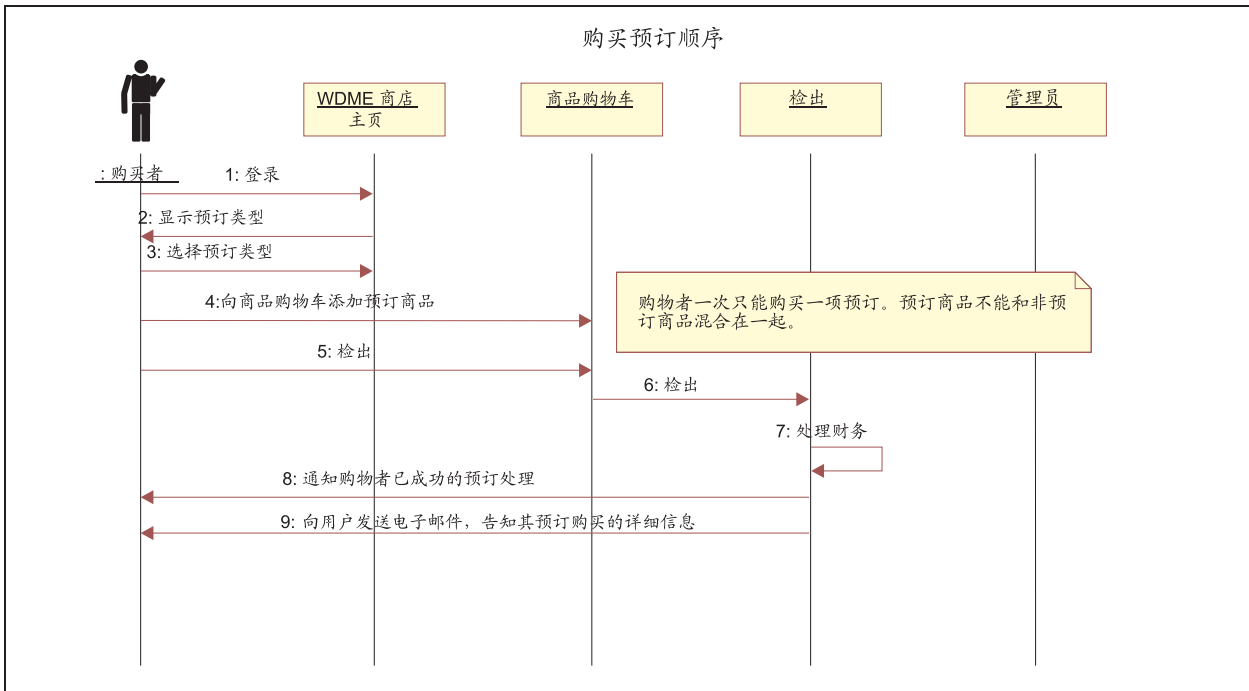 购买预订顺序
WDME 商店
主页
商品购物车
检出
管理员
: 购买者
1: 登录
2: 显示预订类型
3: 选择预订类型
4:向商品购物车添加预订商品
购物者一次只能购买一项预订。预订商品不能和非预
订商品混合在一起。
5: 检出
6: 检出
7: 处理财务
8: 通知购物者已成功的预订处理
9: 向用户发送电子邮件，告知其预订购买的详细信息